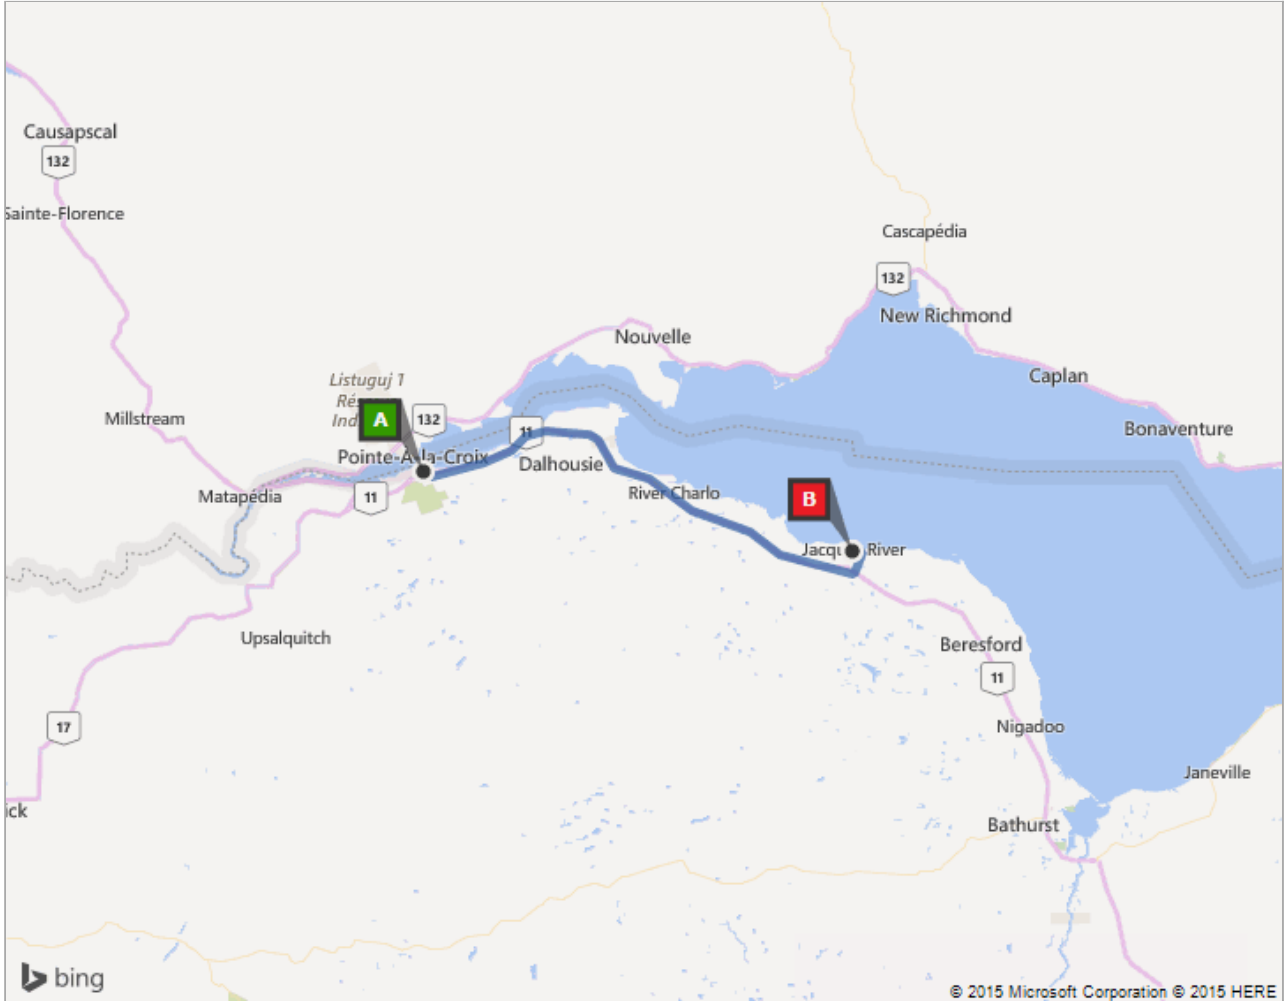 Causapscal
132
Sainte-Florence
Cascapédia
132
New Richmond
Nouvelle
Caplan
Listuguj 1
A
132
Millstream
11
Bonaventure
Pointe-À-la-Croix
Dalhousie
Matapédia
11
River Charlo
B
River
Upsalquitch
Beresford
11
17
Nigadoo
Janeville
ick
Bathurst
bing
© 2015 Microsoft Corporation © 2015 HERE